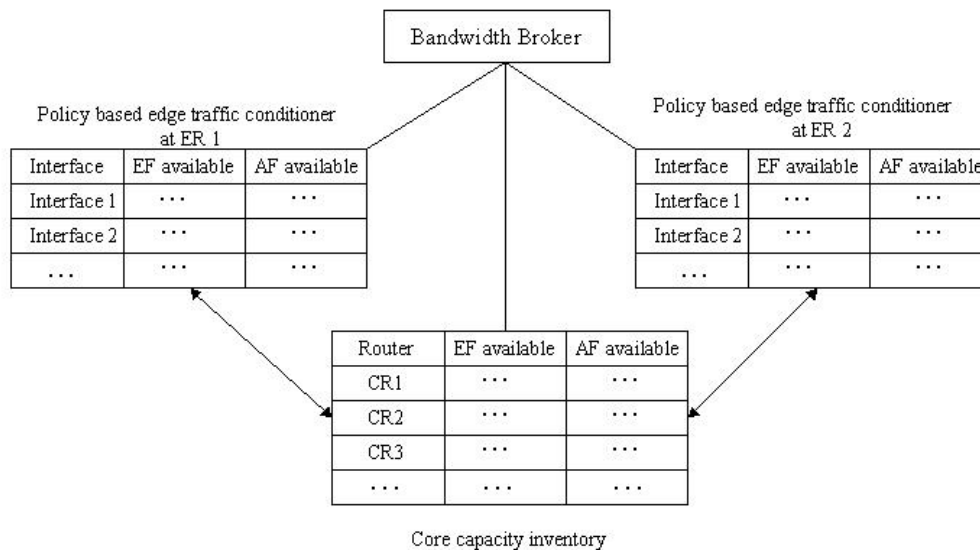 Bandwidth Broker
Policy based edge traffic conditioner
at ER 1
Interface EF available AF available
Interface 1 ... ...
Interface 2 ... ...
... ... ...
Policy based edge traffic conditioner
at ER 2
Interface EF available AF available
Interface 1 ... ...
Interface 2 ... ...
... ... ...
Router EF available AF available
CR1 ... ...
CR2 ... ...
CR3 ... ...
... ... ...
Core capacity inventory